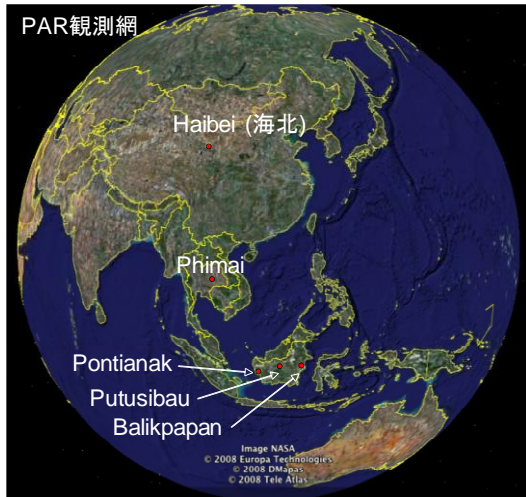 PAR観測網
Haibei (海北)
Phimai
Pontianak
Putusibau
Balikpapan
Image NASA
© 2008 Europa Technologies
© 2008 DMapas
© 2008 Tele Atlas